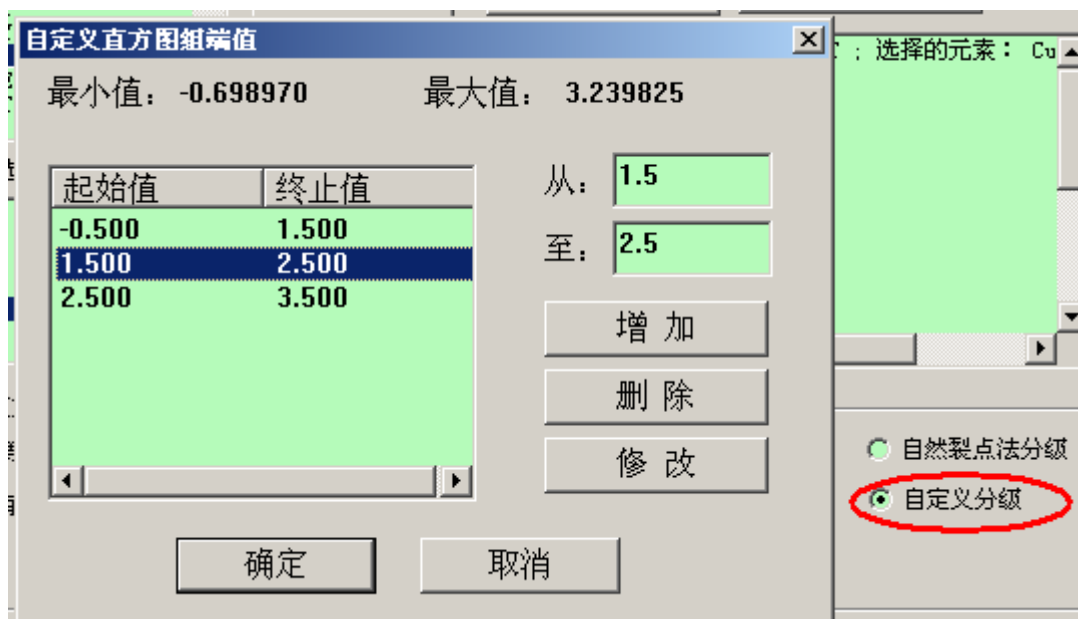 自定义直方图组端值
最小值：-0.698970 最大值：3.239825
；选择的元素： Cu
起始值 终止值
-0.500 1.500
1.500 2.500
2.500 3.500
从：1.5
至：2.5
增 加
删 除
修 改
自然裂点法分级
自定义分级
确定 取消